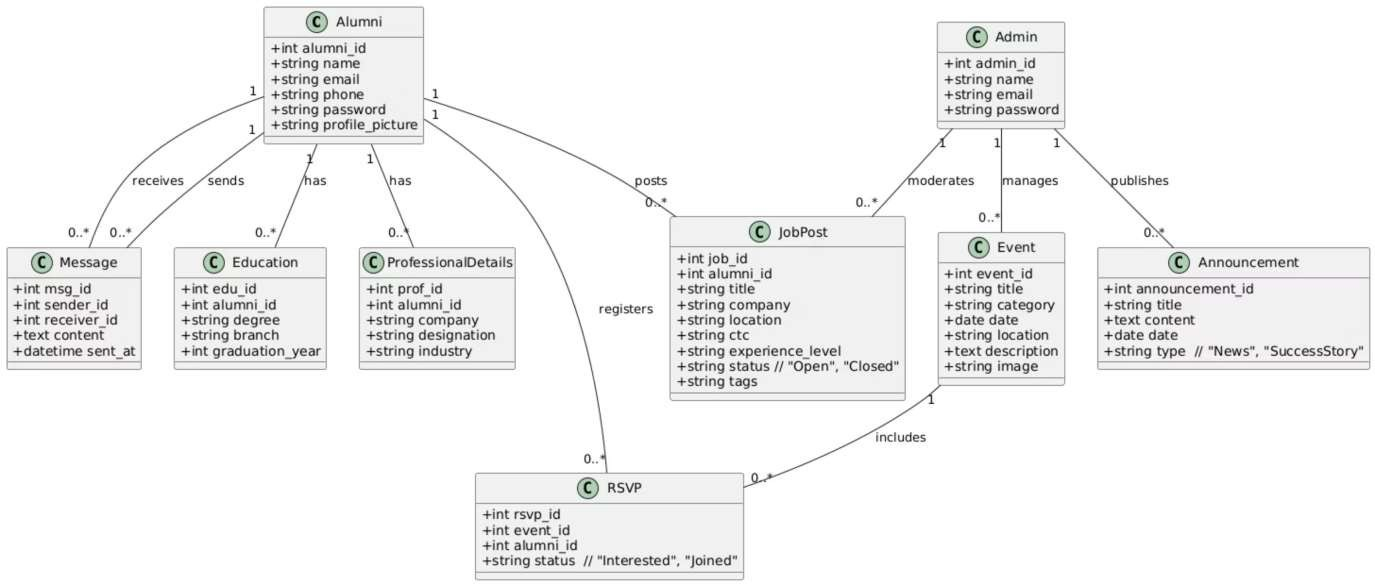 C Alumni
+int alumni_id
+string name
+string email
+string phone
+string password
+string profile_picture
C Admin
+int admin_id
+string name
+string email
+string password
1
1
1
1
1
1
1
1
1
receives
sends
has
has
posts
moderates
manages
publishes
0..*
0..*
0..*
0..*
0..*
0..*
0..*
0..*
C Message
+int msg_id
+int sender_id
+int receiver_id
+text content
+datetime sent_at
C Education
+int edu_id
+int alumni_id
+string degree
+string branch
+int graduation_year
C ProfessionalDetails
+int prof_id
+int alumni_id
+string company
+string designation
+string industry
registers
C JobPost
+int job_id
+int alumni_id
+string title
+string company
+string location
+string ctc
+string experience_level
+string status // "Open", "Closed"
+string tags
C Event
+int event_id
+string title
+string category
+date date
+string location
+text description
+string image
C Announcement
+int announcement_id
+string title
+text content
+date date
+string type // "News", "SuccessStory"
1
includes
0..*
0..*
C RSVP
+int rsvp_id
+int event_id
+int alumni_id
+string status // "Interested", "Joined"